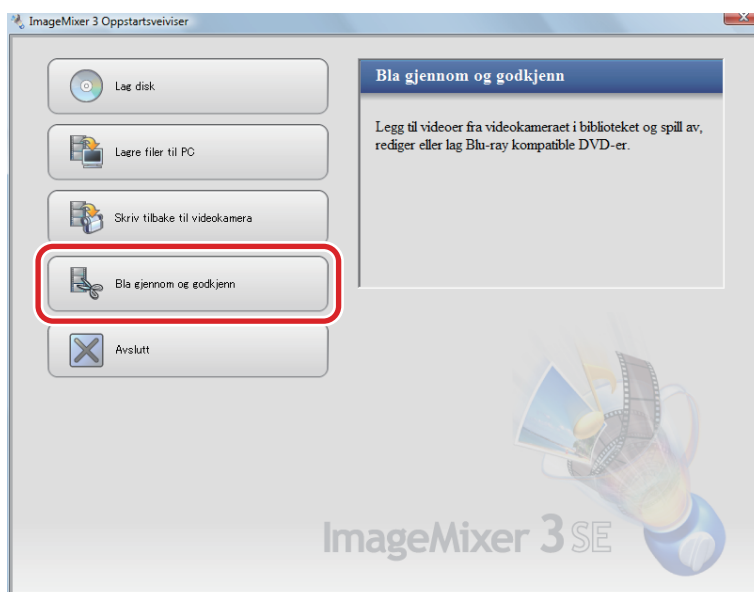 ImageMixer 3 Oppstartsveiviser
Lag disk
Lagre filer til PC
Skriv tilbake til videokamera
Bla gjennom og godkjenn
Avslutt
Bla gjennom og godkjenn
Legg til videoer fra videokameraet i biblioteket og spill av,
rediger eller lag Blu-ray kompatible DVD-er.
ImageMixer 3 SE